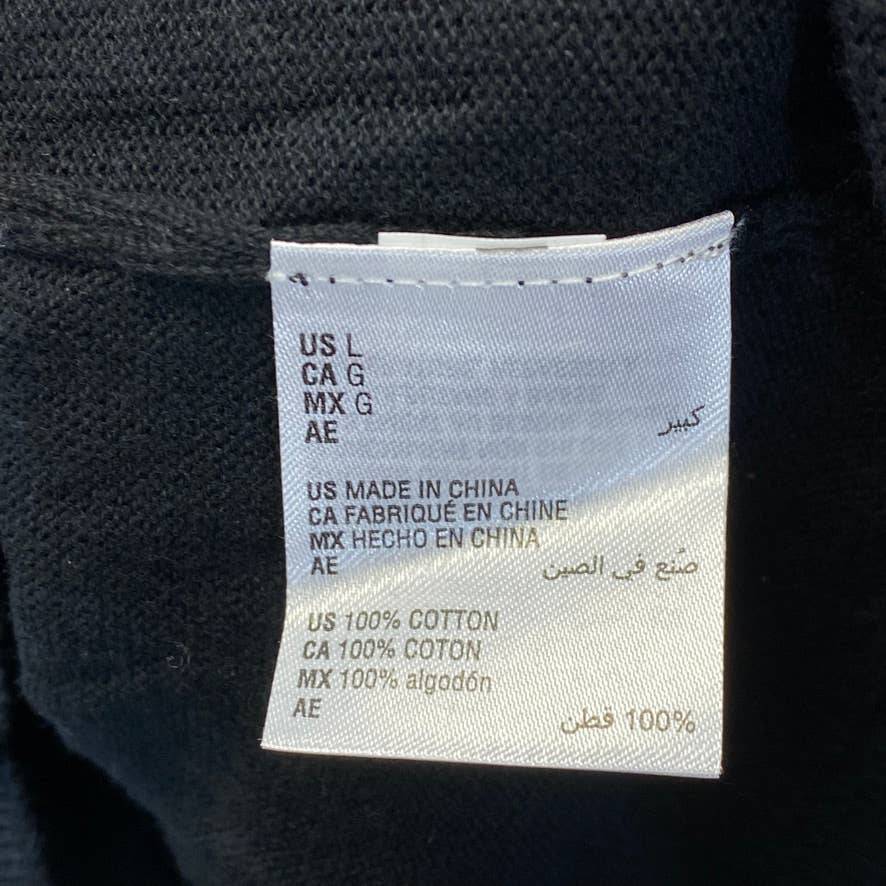 US L
CA G
MX G
AE كبير
US MADE IN CHINA
CA FABRIQUÉ EN CHINE
MX HECHO EN CHINA
AE صُنع في الصين
US 100% COTTON
CA 100% COTON
MX 100% algodón
AE 100% قطن